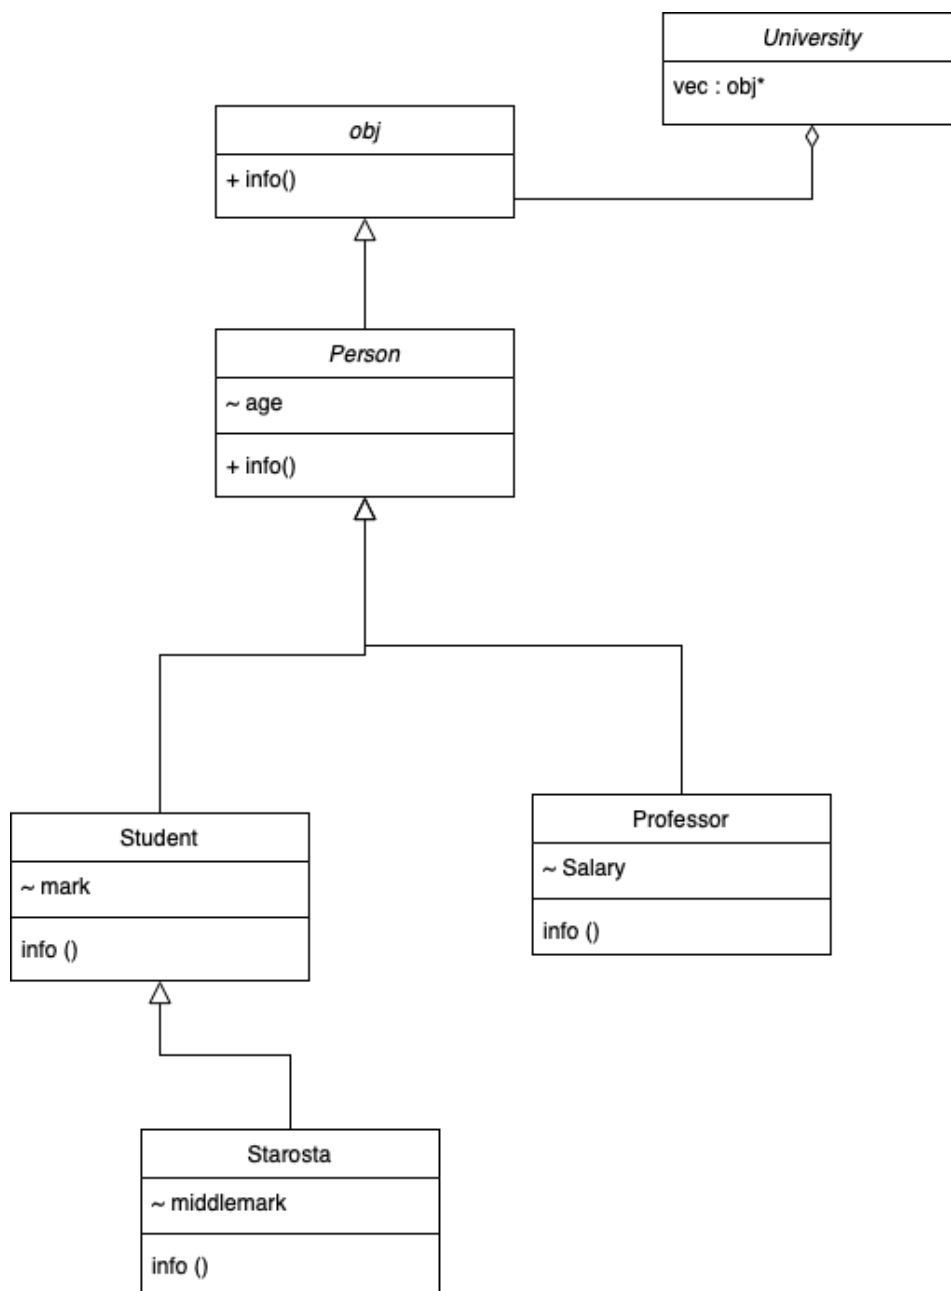 University
vec : obj*
obj
+ info()
Person
~ age
+ info()
Student
~ mark
info ()
Professor
~ Salary
info ()
Starosta
~ middlemark
info ()